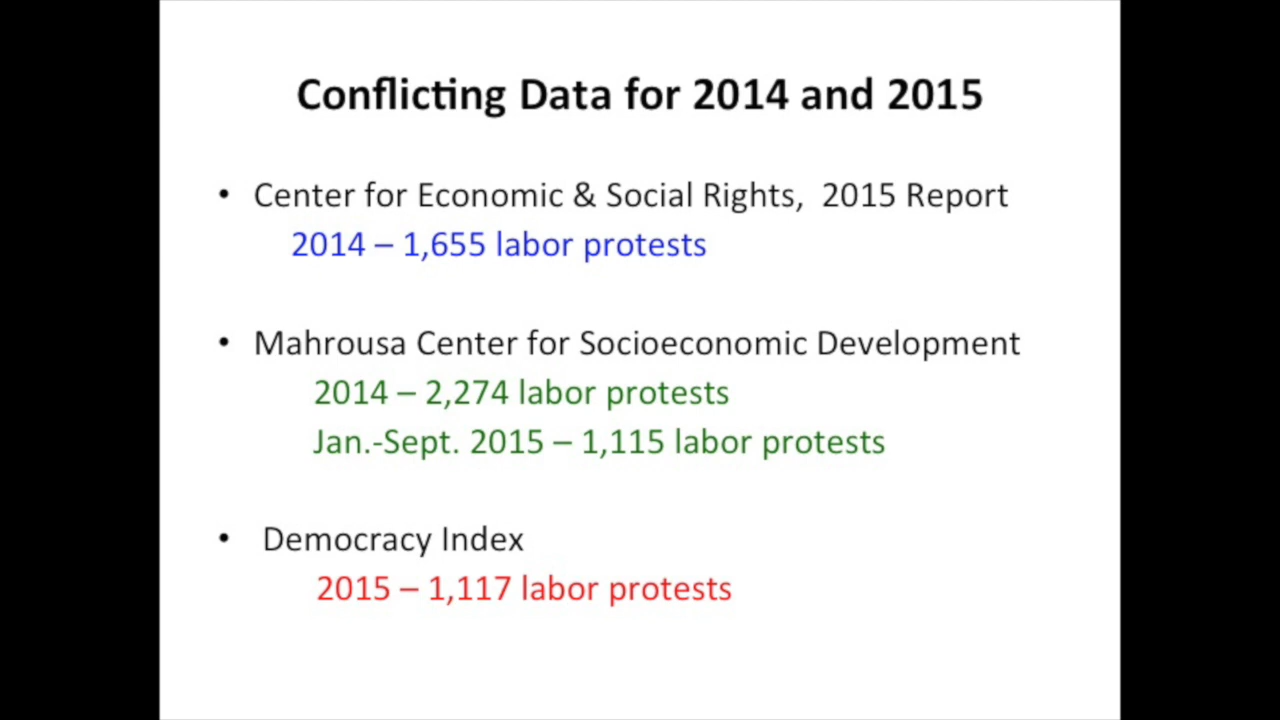 Conflicting Data for 2014 and 2015
• Center for Economic & Social Rights, 2015 Report
2014 – 1,655 labor protests
• Mahrousa Center for Socioeconomic Development
2014 – 2,274 labor protests
Jan.-Sept. 2015 – 1,115 labor protests
• Democracy Index
2015 – 1,117 labor protests